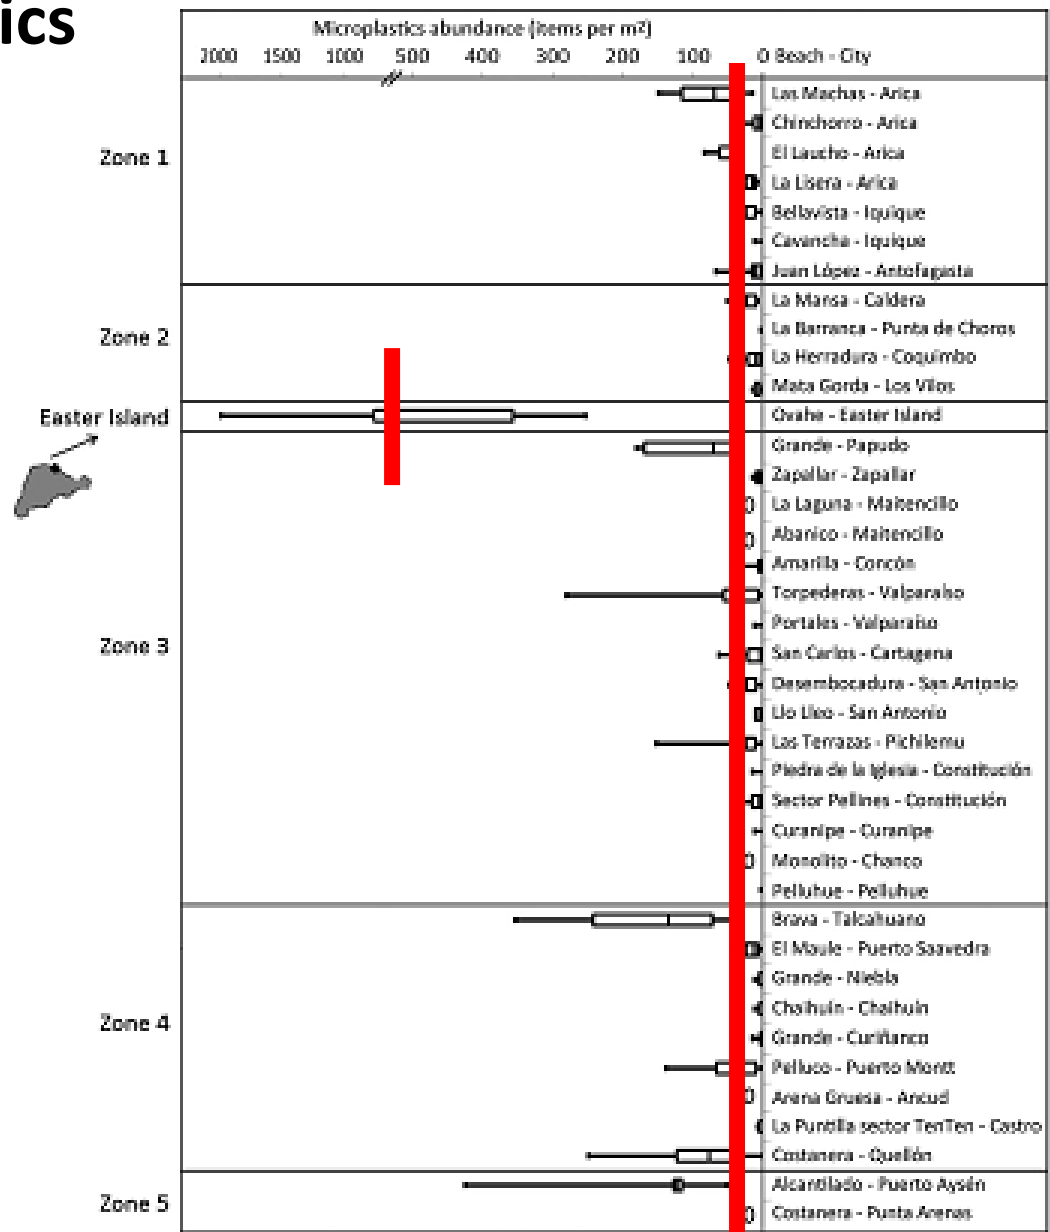 ics
Microplastics abundance (items per m²)
2000 1500 1000 500 400 300 200 100 0 Beach - City
Zone 1
Las Machas - Arica
Chinchorro - Arica
El Laucho - Arica
La Lisera - Arica
Bellavista - Iquique
Cavancha - Iquique
Juan López - Antofagasta
Zone 2
La Mansa - Caldera
La Barranca - Punta de Choros
La Herradura - Coquimbo
Mata Gorda - Los Vilos
Easter Island
Ovahe - Easter Island
Zone 3
Grande - Papudo
Zapallar - Zapallar
La Laguna - Maitencillo
Abanico - Maitencillo
Amarilla - Concón
Torpederas - Valparaíso
Portales - Valparaíso
San Carlos - Cartagena
Desembocadura - San Antonio
Llo Lleo - San Antonio
Las Terrazas - Pichilemu
Piedra de la Iglesia - Constitución
Sector Pellines - Constitución
Curanipe - Curanipe
Monolito - Chanco
Pelluhue - Pelluhue
Zone 4
Brava - Talcahuano
El Maule - Puerto Saavedra
Grande - Niebla
Chaihuín - Chaihuín
Grande - Curiñanco
Pelluco - Puerto Montt
Arena Gruesa - Ancud
La Puntilla sector TenTen - Castro
Costanera - Quellón
Zone 5
Alcantilado - Puerto Aysén
Costanera - Punta Arenas